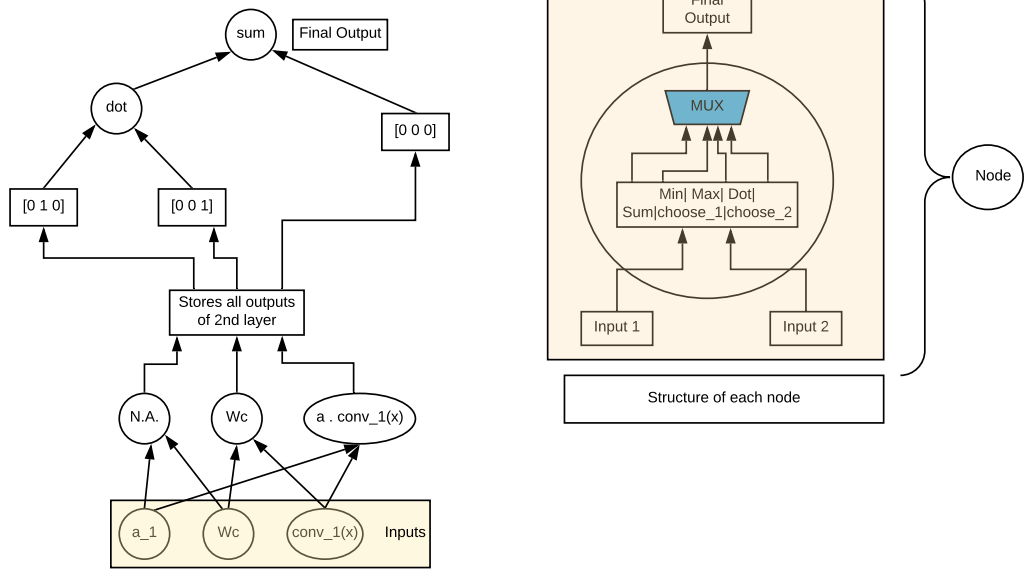 sum
Final Output
dot
[0 0 0]
[0 1 0]
[0 0 1]
Stores all outputs
of 2nd layer
N.A.
Wc
a . conv_1(x)
a_1
Wc
conv_1(x)
Inputs
Final
Output
MUX
Min| Max| Dot|
Sum|choose_1|choose_2
Input 1
Input 2
Structure of each node
Node